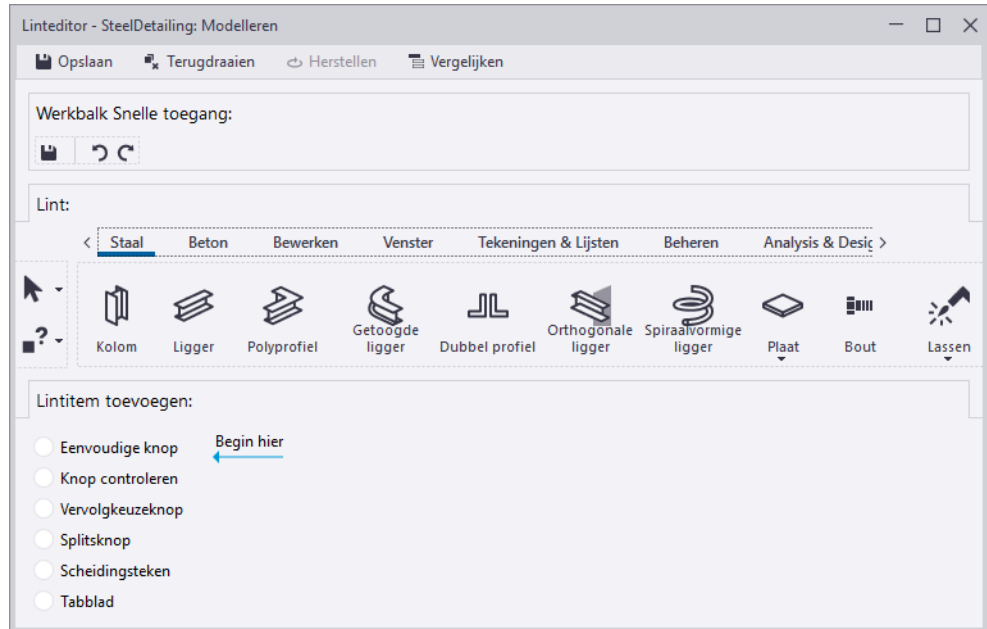 Linteditor - SteelDetailing: Modelleren
Opslaan Terugdraaien Herstellen Vergelijken
Werkbalk Snelle toegang:
Lint:
Staal Beton Bewerken Venster Tekeningen & Lijsten Beheren Analysis & Desig
Kolom Ligger Polyprofiel Getoogde ligger Dubbel profiel Orthogonale ligger Spiraalvormige ligger Plaat Bout Lassen
?
Lintitem toevoegen:
Eenvoudige knop Begin hier
Knop controleren
Vervolgkeuzeknop
Splitsknop
Scheidingsteken
Tabblad